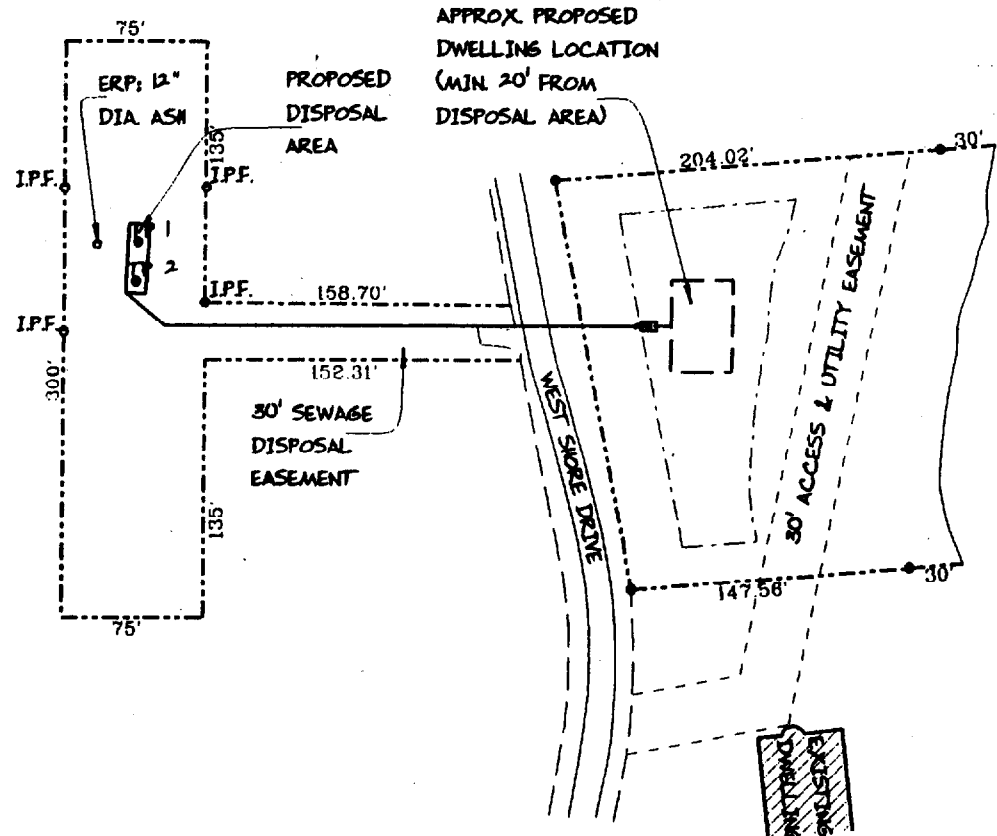 75'
ERP: 12"
DIA. ASH
PROPOSED
DISPOSAL
AREA
APPROX. PROPOSED
DWELLING LOCATION
(MIN. 20' FROM
DISPOSAL AREA)
135'
I.P.F.
I.P.F.
1
2
I.P.F.
I.P.F.
300'
158.70'
152.31'
30' SEWAGE
DISPOSAL
EASEMENT
135'
75'
WEST SHORE DRIVE
204.02'
30'
30' ACCESS & UTILITY EASEMENT
147.56'
30'
EXISTING
DWELLING